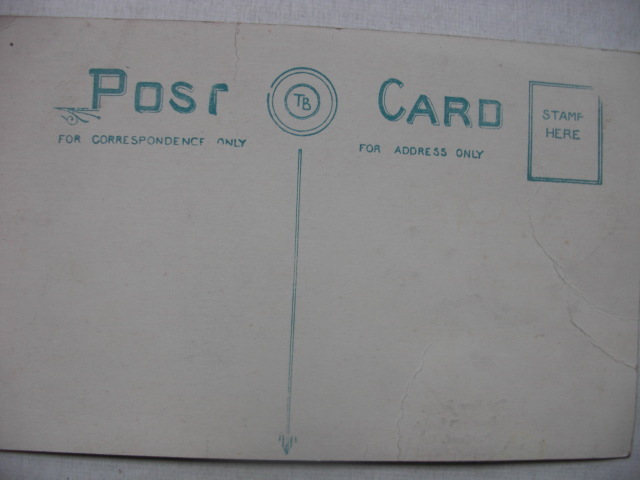 POST TB CARD
STAMP
HERE
FOR CORRESPONDENCE ONLY
FOR ADDRESS ONLY